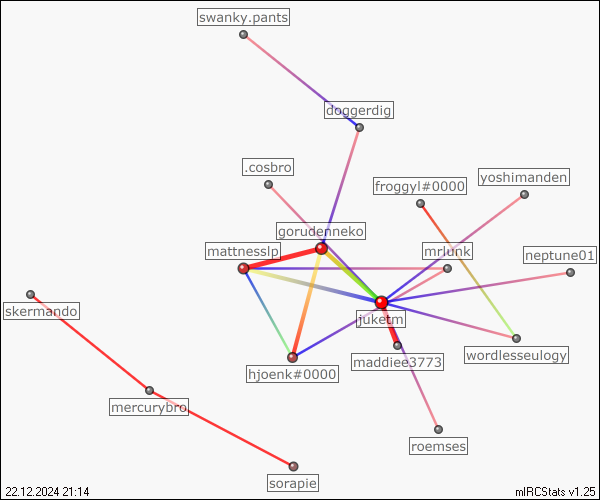 swanky.pants
doggerdig
.cosbro
froggyl#0000
yoshimanden
gorudenneko
mattnesslp
mrlunk
neptune01
skermando
juketm
hjoenk#0000
maddiee3773
wordlesseulogy
mercurybro
roemses
sorapie
22.12.2024 21:14
mIRCStats v1.25